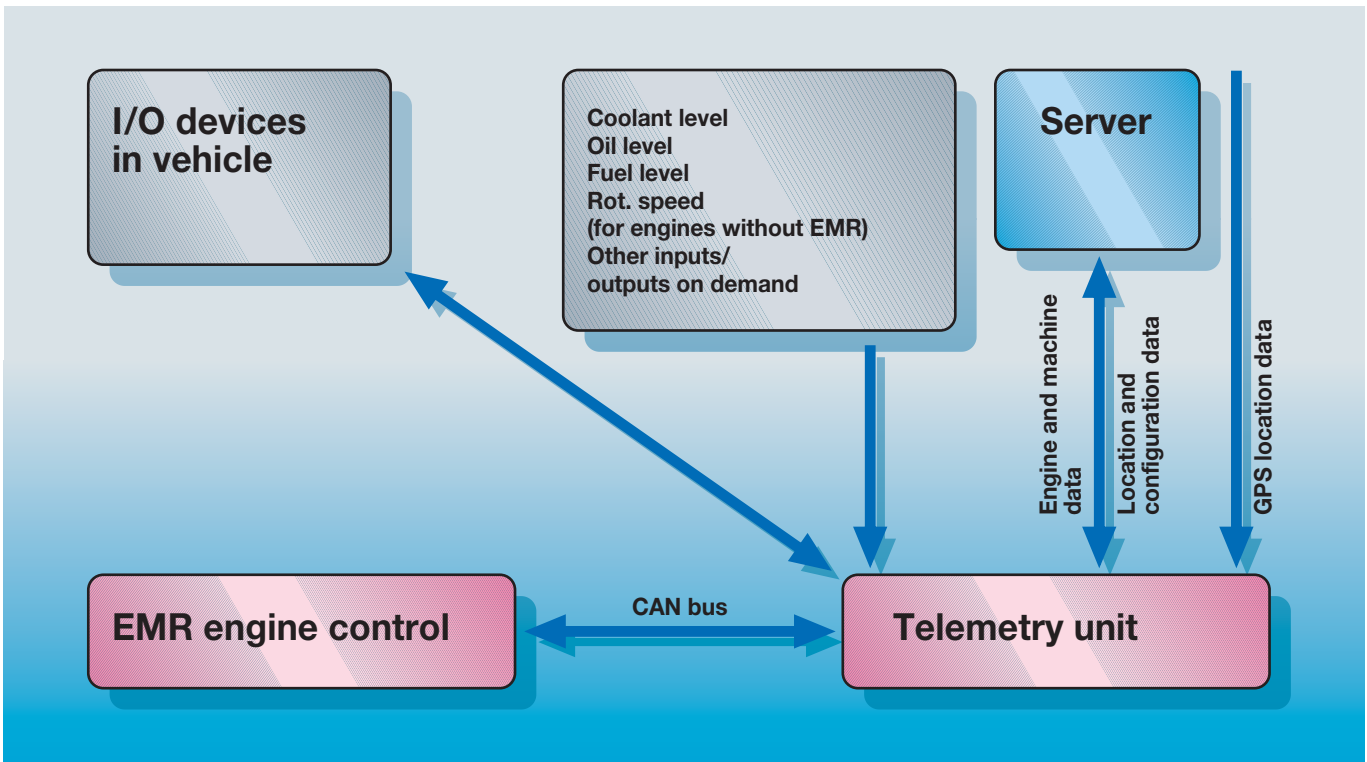 I/O devices
in vehicle
Coolant level
Oil level
Fuel level
Rot. speed
(for engines without EMR)
Other inputs/
outputs on demand
Server
Engine and machine
data
Location and
configuration data
GPS location data
EMR engine control
CAN bus
Telemetry unit